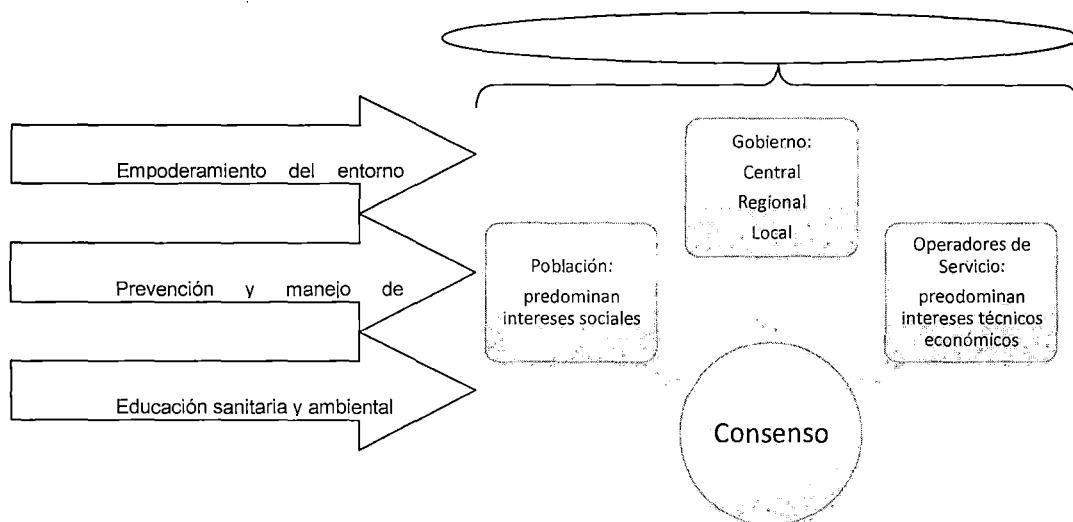 Empoderamiento del entorno
Prevención y manejo de
Educación sanitaria y ambiental
Gobierno:
Central
Regional
Local
Población:
predominan
intereses sociales
Operadores de
Servicio:
preodominan
intereses técnicos
económicos
Consenso